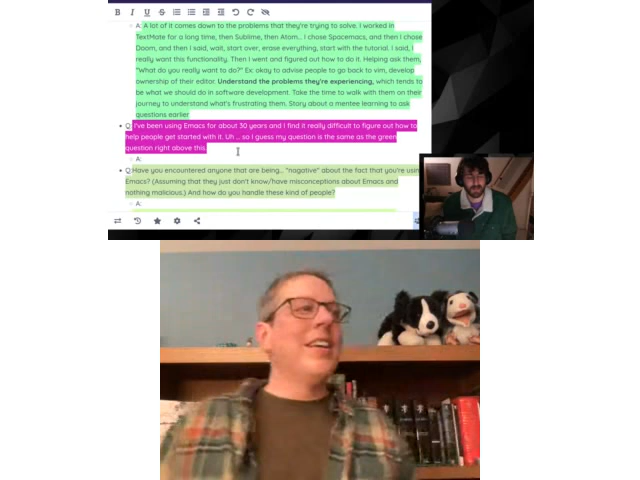 A: A lot of it comes down to the problems that they're trying to solve. I worked in
TextMate for a long time, then Sublime, then Atom... I chose Spacemacs, and then I chose
Doom, and then I said, wait, start over, erase everything, start with the tutorial. I said, I
really want this functionality. Then I went and figured out how to do it. Helping ask them,
"What do you really want to do?" Ex: okay to advise people to go back to vim, develop
ownership of their editor. Understand the problems they're experiencing, which tends to
be what we should do in software development. Take the time to walk with them on their
journey to understand what's frustrating them. Story about a mentee learning to ask
questions earlier
Q: I've been using Emacs for about 30 years and I find it really difficult to figure out how to
help people get started with it. Uh ... so I guess my question is the same as the green
question right above this.
A:
Q: Have you encountered anyone that are being... "nagative" about the fact that you're usin
Emacs? (Assuming that they just don't know/have misconceptions about Emacs and
nothing malicious:) And how do you handle these kind of people?
A: